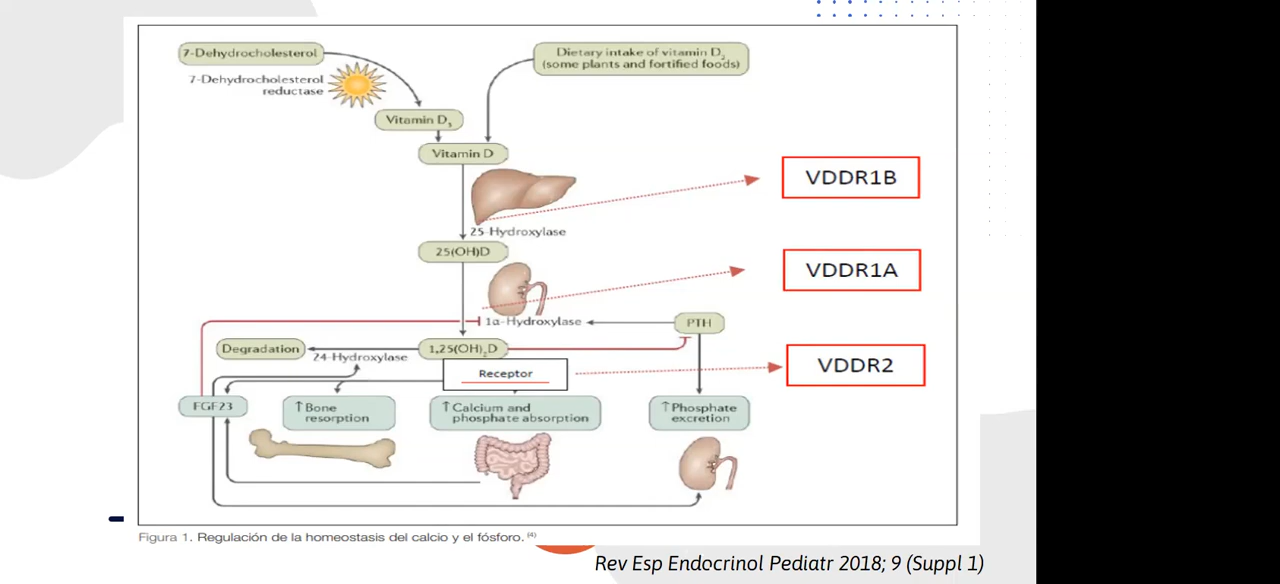 7-Dehydrocholesterol
Dietary intake of vitamin D₂
(some plants and fortified foods)
7-Dehydrocholesterol
reductase
Vitamin D₃
Vitamin D
VDDR1B
25-Hydroxylase
25(OH)D
VDDR1A
1α-Hydroxylase
PTH
Degradation
24-Hydroxylase
1,25(OH)₂D
Receptor
VDDR2
FGF23
↑Bone
resorption
↑Calcium and
phosphate absorption
↑Phosphate
excretion
Figura 1. Regulación de la homeostasis del calcio y el fósforo. (4)
Rev Esp Endocrinol Pediatr 2018; 9 (Suppl 1)